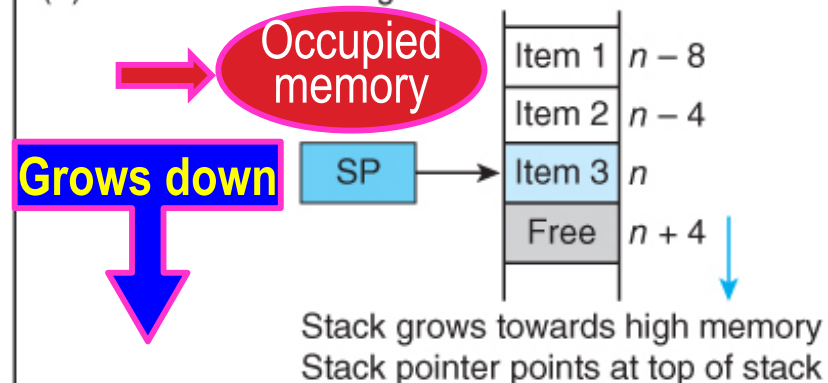 Occupied
memory
Grows down
SP
Item 1 n – 8
Item 2 n – 4
Item 3 n
Free n + 4
Stack grows towards high memory
Stack pointer points at top of stack